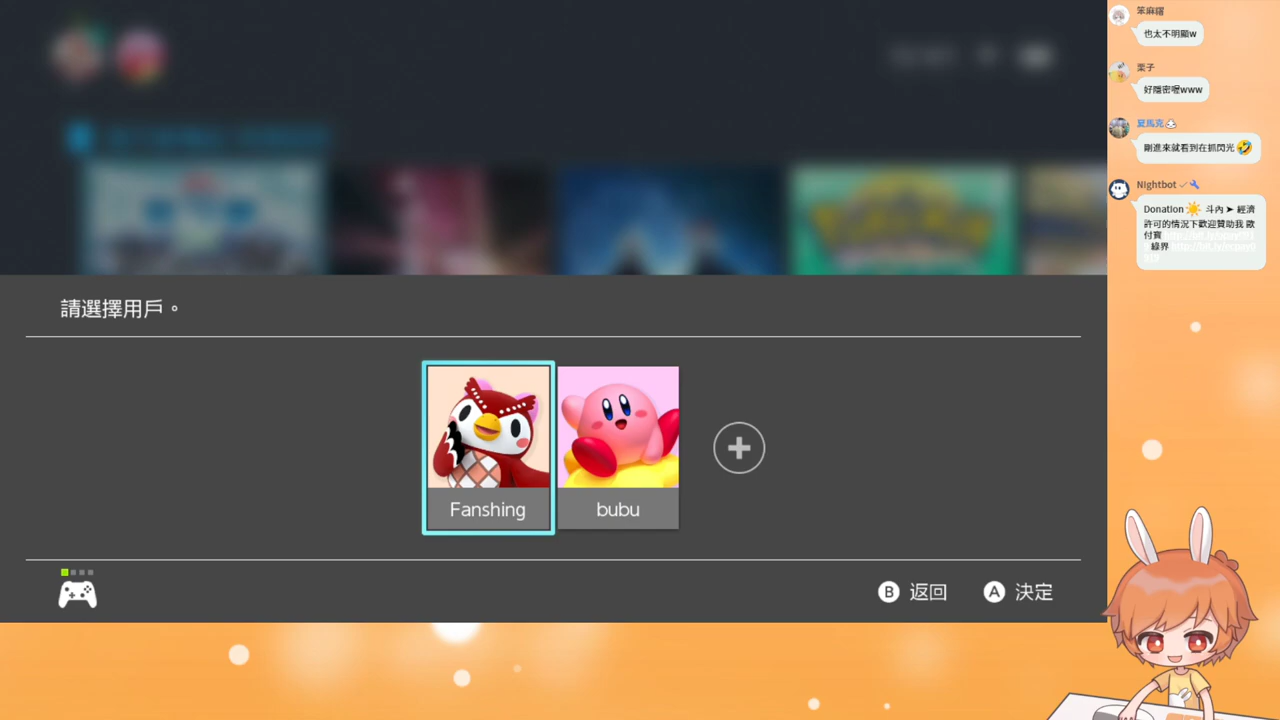 請選擇用戶。
Fanshing
bubu
B 返回
A 決定
笨麻糬
也太不明顯w
栗子
好隱密喔www
夏馬克🍙
剛進來就看到在抓閃光🤣
Nightbot
Donation☀️ 斗內 ➤ 經濟
許可的情況下歡迎贊助我 歐
付寶
綠界